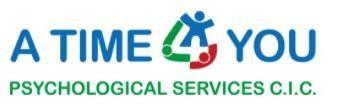 A TIME 4 YOU
PSYCHOLOGICAL SERVICES C.I.C.